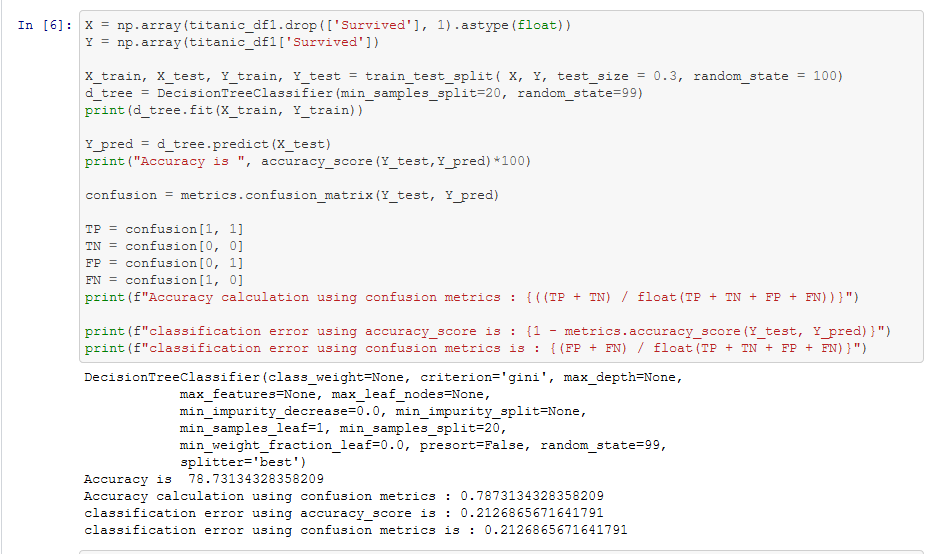 In [6]: X = np.array(titanic_df1.drop(['Survived'], 1).astype(float))
Y = np.array(titanic_df1['Survived'])
X_train, X_test, Y_train, Y_test = train_test_split( X, Y, test_size = 0.3, random_state = 100)
d_tree = DecisionTreeClassifier(min_samples_split=20, random_state=99)
print(d_tree.fit(X_train, Y_train))
Y_pred = d_tree.predict(X_test)
print("Accuracy is ", accuracy_score(Y_test,Y_pred)*100)
confusion = metrics.confusion_matrix(Y_test, Y_pred)
TP = confusion[1, 1]
TN = confusion[0, 0]
FP = confusion[0, 1]
FN = confusion[1, 0]
print(f"Accuracy calculation using confusion metrics : {((TP + TN) / float(TP + TN + FP + FN))}")
print(f"classification error using accuracy_score is : {1 - metrics.accuracy_score(Y_test, Y_pred)}")
print(f"classification error using confusion metrics is : {(FP + FN) / float(TP + TN + FP + FN)}")
DecisionTreeClassifier(class_weight=None, criterion='gini', max_depth=None,
max_features=None, max_leaf_nodes=None,
min_impurity_decrease=0.0, min_impurity_split=None,
min_samples_leaf=1, min_samples_split=20,
min_weight_fraction_leaf=0.0, presort=False, random_state=99,
splitter='best')
Accuracy is  78.73134328358209
Accuracy calculation using confusion metrics : 0.7873134328358209
classification error using accuracy_score is : 0.2126865671641791
classification error using confusion metrics is : 0.2126865671641791